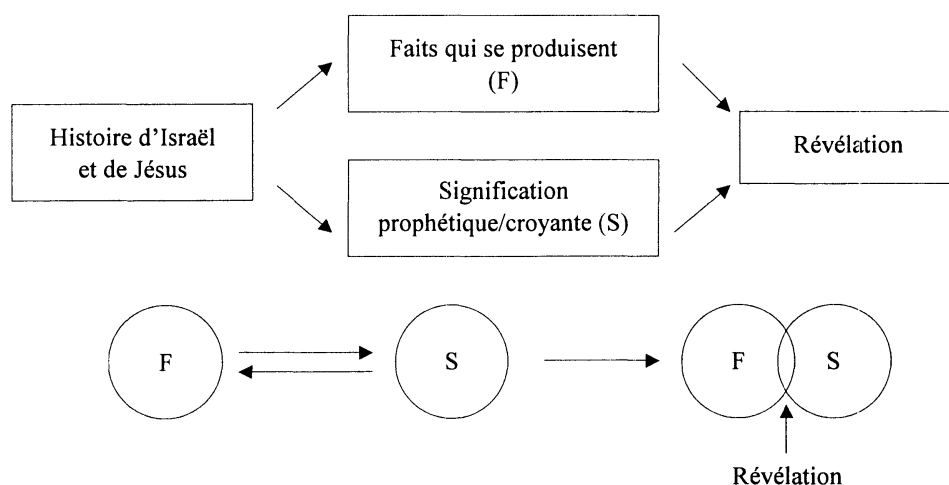 Faits qui se produisent
(F)
Histoire d'Israël
et de Jésus
Révélation
Signification
prophétique/croyante (S)
F
S
F
S
Révélation